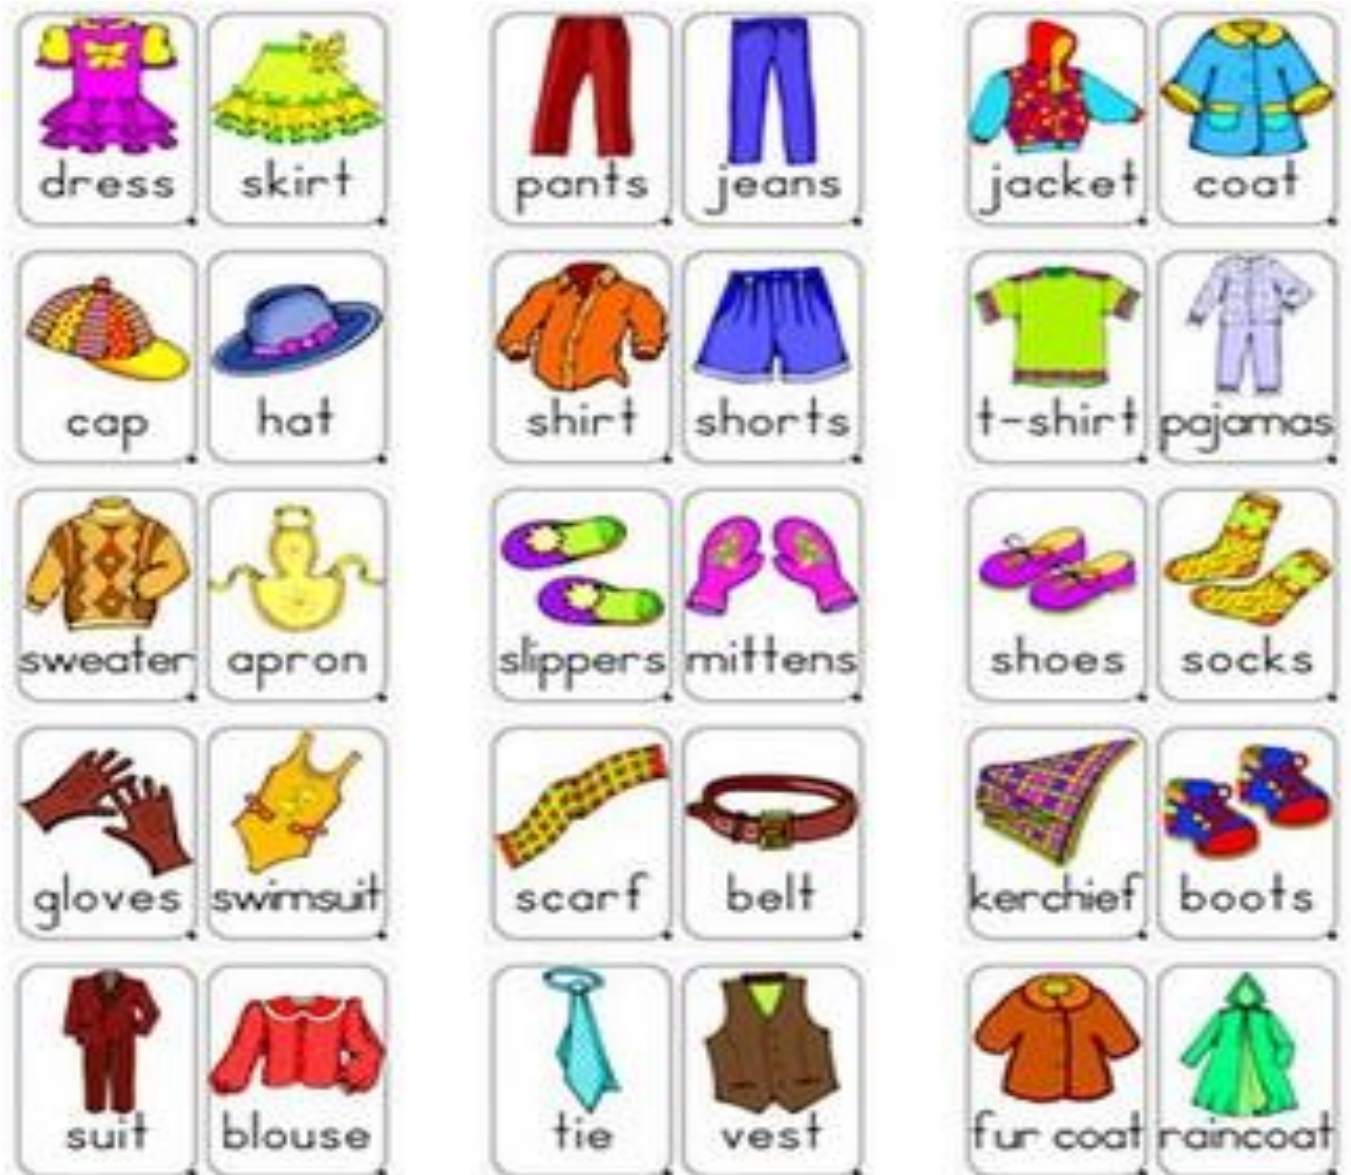 dress skirt pants jeans jacket coat
cap hat shirt shorts t-shirt pajamas
sweater apron slippers mittens shoes socks
gloves swimsuit scarf belt kerchief boots
suit blouse tie vest fur coat raincoat